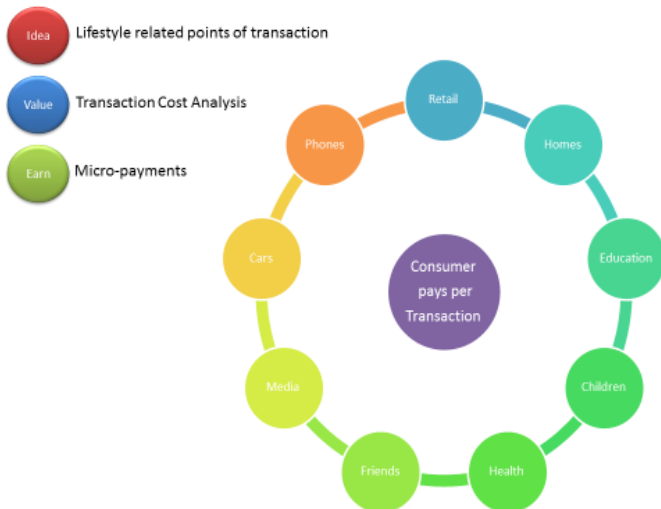 Idea
Lifestyle related points of transaction
Value
Transaction Cost Analysis
Earn
Micro-payments
Retail
Homes
Education
Children
Health
Friends
Media
Cars
Phones
Consumer
pays per
Transaction